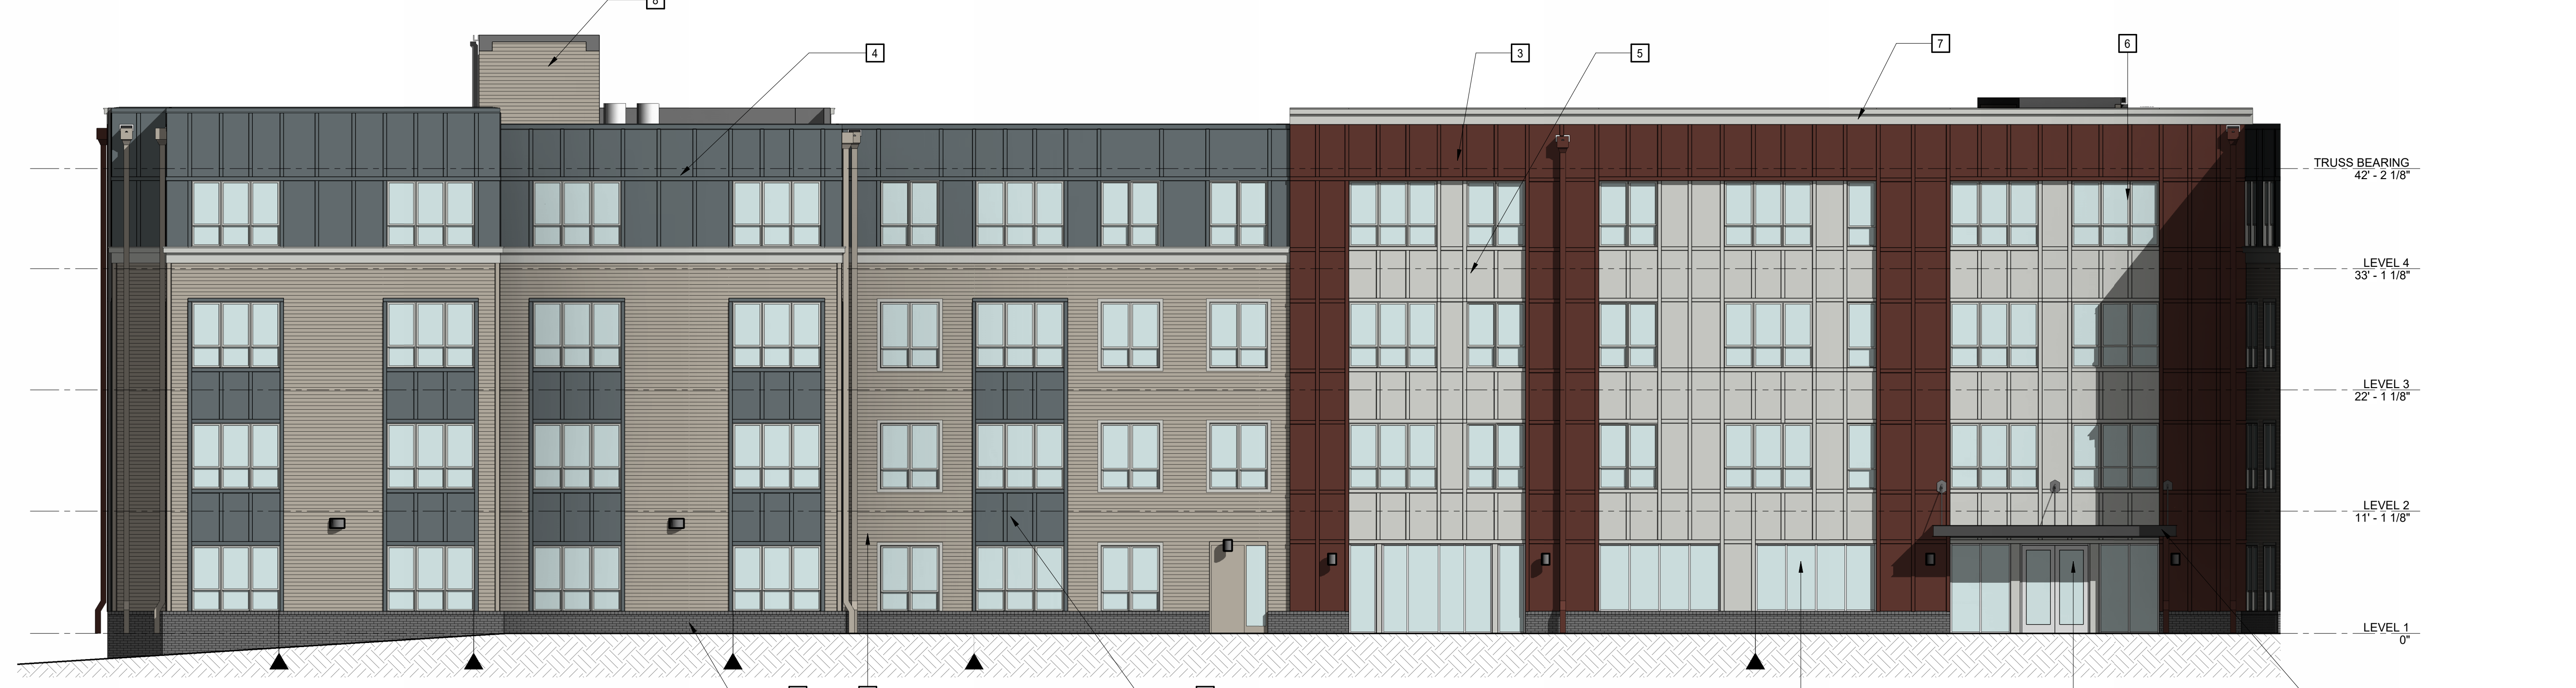 8
4
3
5
7
6
TRUSS BEARING
42' - 2 1/8"
LEVEL 4
33' - 1 1/8"
LEVEL 3
22' - 1 1/8"
LEVEL 2
11' - 1 1/8"
LEVEL 1
0"